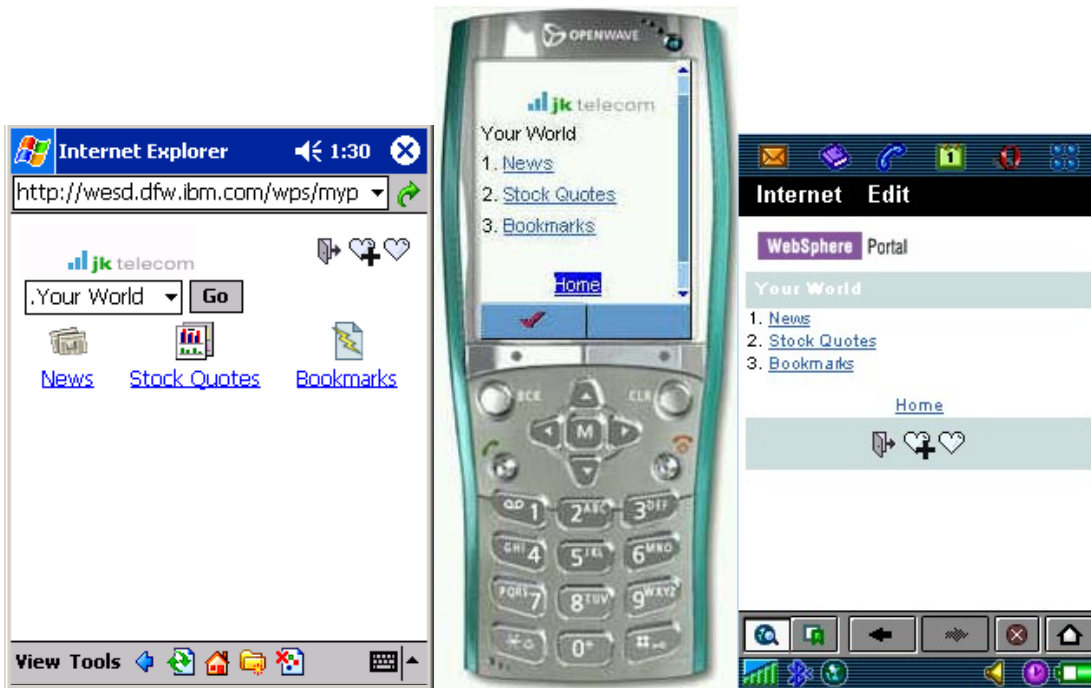 Internet Explorer 1:30
http://wesd.dfw.ibm.com/wps/myp
jk telecom
.Your World Go
News Stock Quotes Bookmarks
View Tools
OPENWAVE
jk telecom
Your World
1. News
2. Stock Quotes
3. Bookmarks
Home
BCK CLR
M
1 2ABC 3DEF
GHI4 5JKL 6MNO
PQRS7 8TUV 9WXYZ
* 0+ #
1
Internet Edit
WebSphere Portal
Your World
1. News
2. Stock Quotes
3. Bookmarks
Home